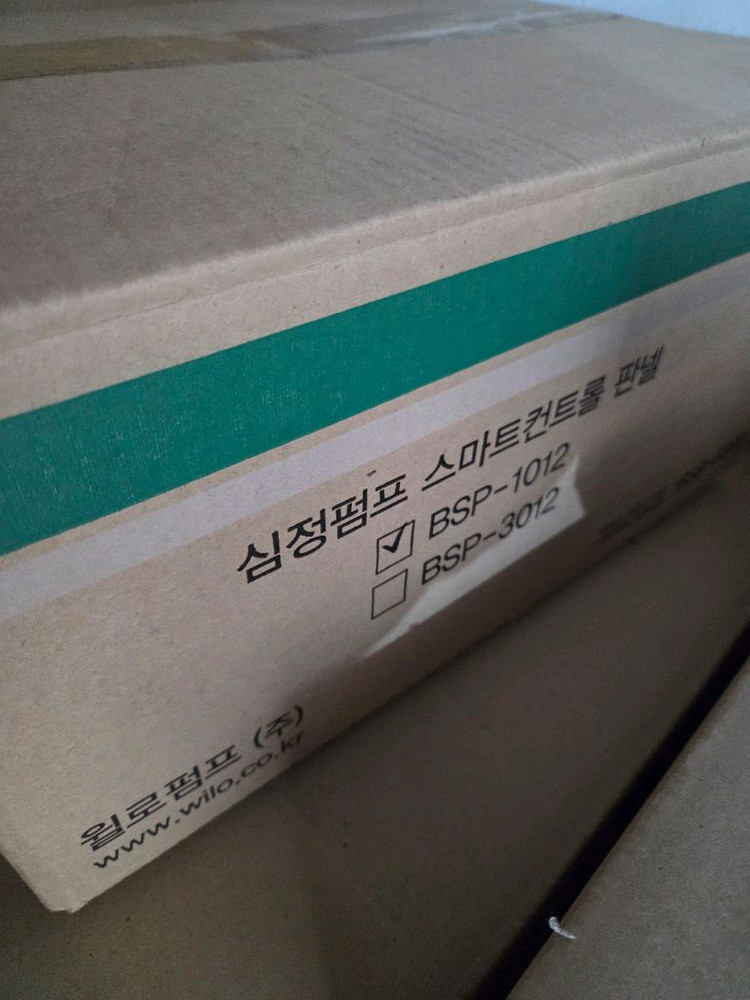 심정펌프 스마트컨트롤 판넬
☑ BSP-1012
☐ BSP-3012
윌로펌프 (주)
www.wilo.co.kr